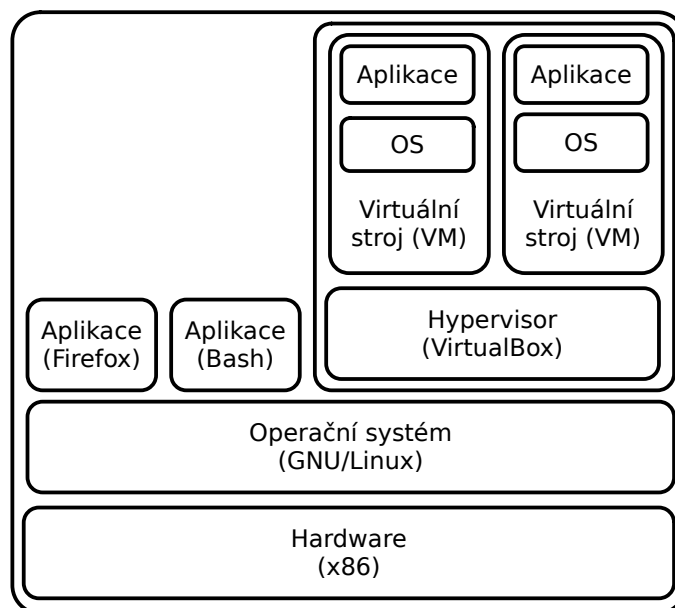 Aplikace
OS
Virtuální
stroj (VM)
Aplikace
OS
Virtuální
stroj (VM)
Aplikace
(Firefox)
Aplikace
(Bash)
Hypervisor
(VirtualBox)
Operační systém
(GNU/Linux)
Hardware
(x86)